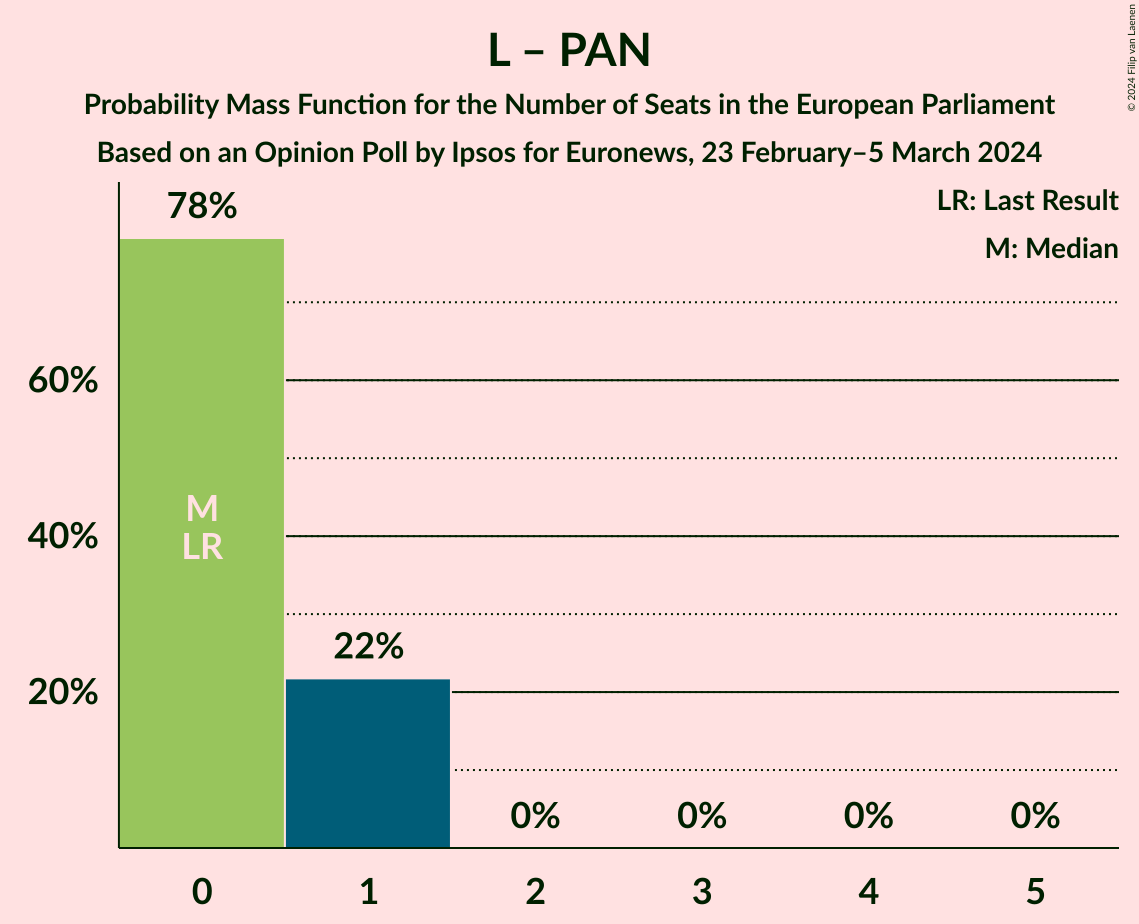 L – PAN
Probability Mass Function for the Number of Seats in the European Parliament
Based on an Opinion Poll by Ipsos for Euronews, 23 February–5 March 2024
© 2024 Filip van Laenen
LR: Last Result
M: Median
78%
60%
M
LR
40%
22%
20%
0%
0%
0%
0%
0
1
2
3
4
5